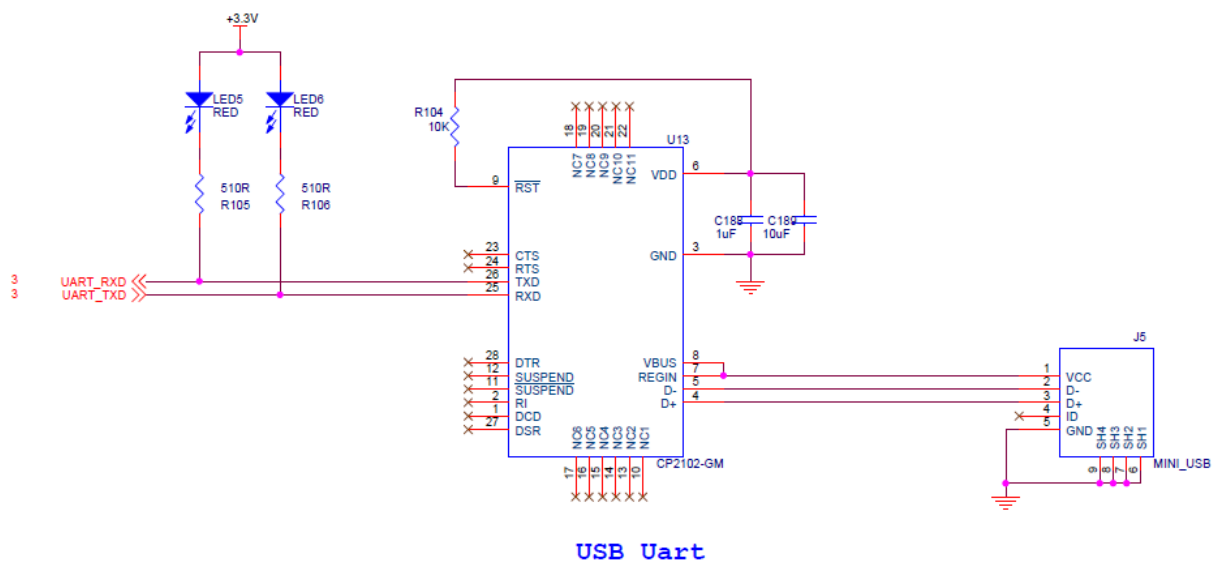 +3.3V
LED5
RED
LED6
RED
510R
R105
510R
R106
R104
10K
U13
18
19
20
21
22
NC7
NC8
NC9
NC10
NC11
9
RST
VDD
6
C188
1uF
C189
10uF
GND
3
23
CTS
24
RTS
26
TXD
25
RXD
3
UART_RXD
3
UART_TXD
28
DTR
12
SUSPEND
11
SUSPEND
2
RI
1
DCD
27
DSR
VBUS
8
REGIN
7
D-
5
D+
4
NC6
NC5
NC4
NC3
NC2
NC1
17
16
15
14
13
10
CP2102-GM
J5
1
VCC
2
D-
3
D+
4
ID
5
GND
SH4
SH3
SH2
SH1
9
8
7
6
MINI_USB
USB Uart